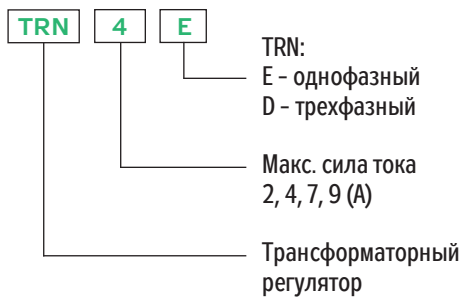 TRN 4 E
TRN:
E – однофазный
D – трехфазный
Макс. сила тока
2, 4, 7, 9 (А)
Трансформаторный
регулятор